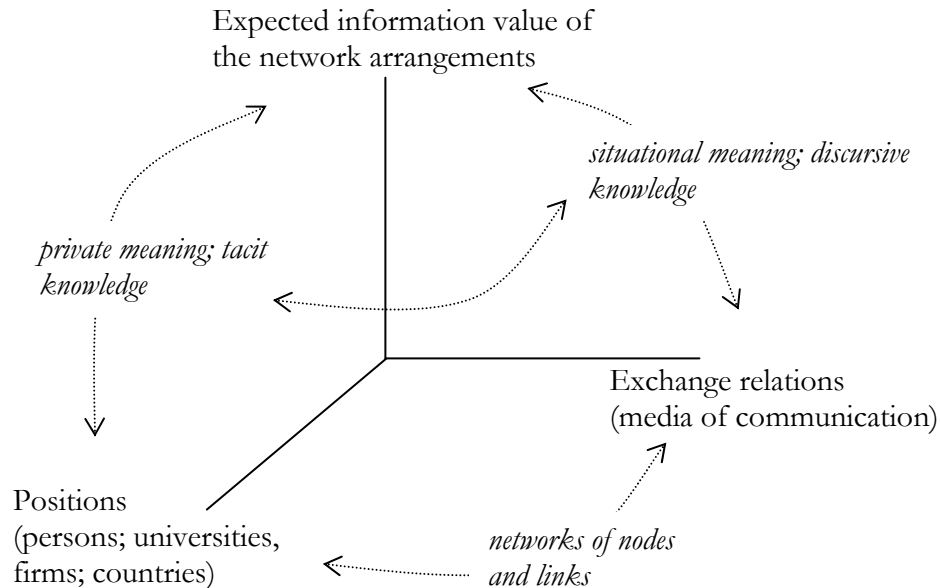 Expected information value of
the network arrangements
situational meaning; discursive
knowledge
private meaning; tacit
knowledge
Exchange relations
(media of communication)
Positions
(persons; universities,
firms; countries)
networks of nodes
and links